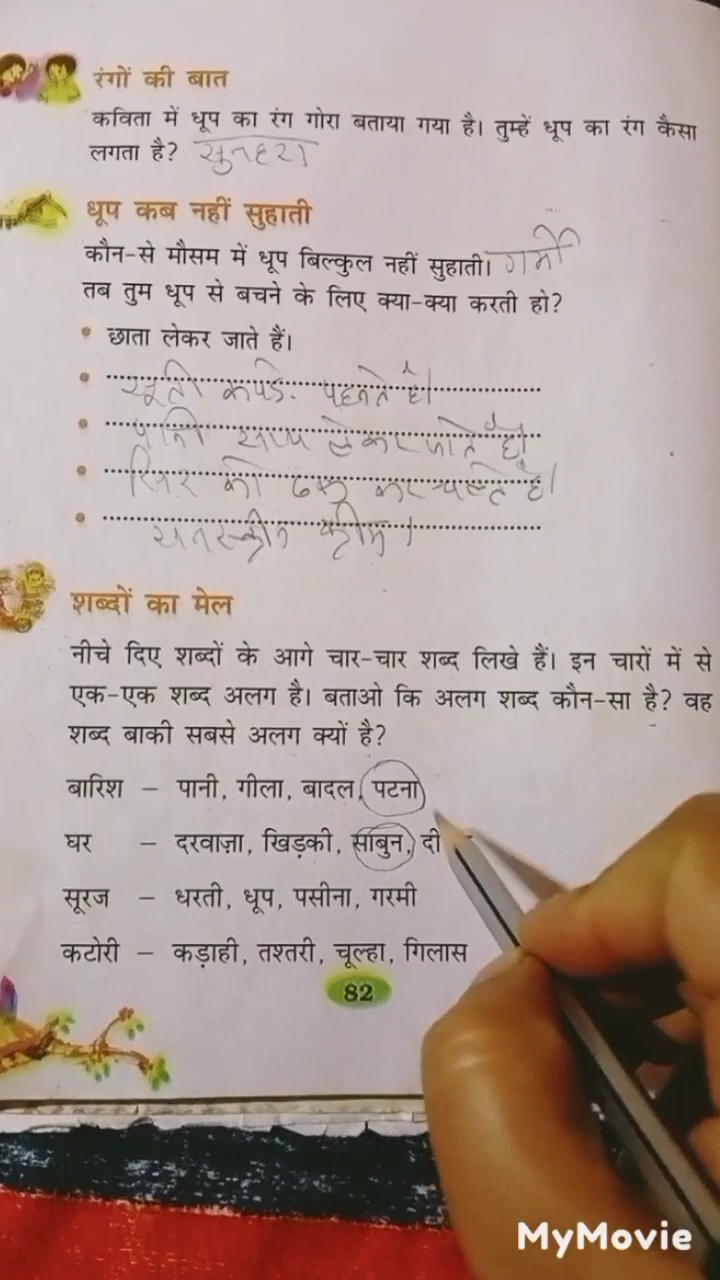 रंगों की बात
कविता में धूप का रंग गोरा बताया गया है। तुम्हें धूप का रंग कैसा
लगता है? सुनहरा
धूप कब नहीं सुहाती
कौन-से मौसम में धूप बिल्कुल नहीं सुहाती। गर्मी
तब तुम धूप से बचने के लिए क्या-क्या करती हो?
• छाता लेकर जाते हैं।
• सूती कपडे. पहनते हैं।
• पानी साथ लेकर जाते हैं।
• सिर को ढक कर चलते हैं।
• सनस्क्रीन क्रीम।
शब्दों का मेल
नीचे दिए शब्दों के आगे चार-चार शब्द लिखे हैं। इन चारों में से
एक-एक शब्द अलग है। बताओ कि अलग शब्द कौन-सा है? वह
शब्द बाकी सबसे अलग क्यों है?
बारिश – पानी, गीला, बादल, पटना
घर – दरवाज़ा, खिड़की, साबुन, दी
सूरज – धरती, धूप, पसीना, गरमी
कटोरी – कड़ाही, तश्तरी, चूल्हा, गिलास
82
MyMovie